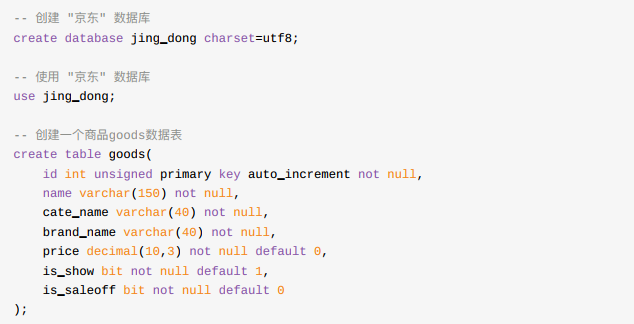 -- 创建 "京东" 数据库
create database jing_dong charset=utf8;
-- 使用 "京东" 数据库
use jing_dong;
-- 创建一个商品goods数据表
create table goods(
    id int unsigned primary key auto_increment not null,
    name varchar(150) not null,
    cate_name varchar(40) not null,
    brand_name varchar(40) not null,
    price decimal(10,3) not null default 0,
    is_show bit not null default 1,
    is_saleoff bit not null default 0
);